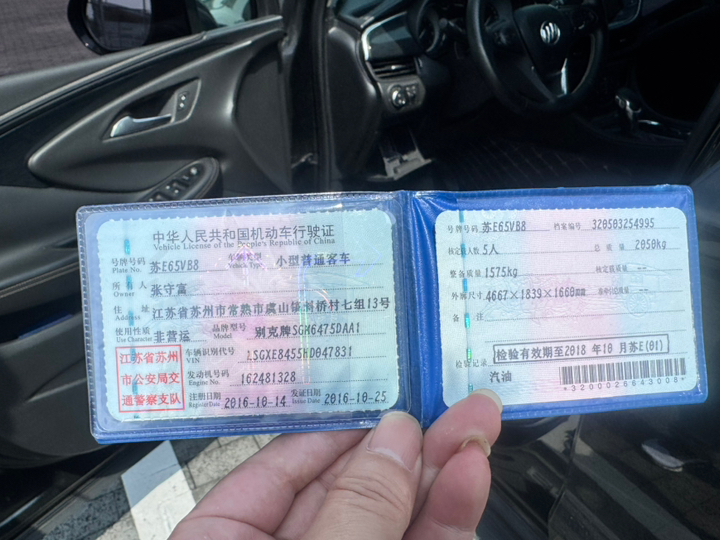 中华人民共和国机动车行驶证
Vehicle License of the People's Republic of China
号牌号码 苏E65VB8 车辆类型 小型普通客车
Plate No. Vehicle Type
所有人 张守富
Owner
住址 江苏省苏州市常熟市虞山镇 桥村七组13号
Address
使用性质 非营运 品牌型号 别克牌SGM6475DAA1
Use Character Model
江苏省苏州
市公安局交
通警察支队
车辆识别代号 LSGXE8455HD047831
VIN
发动机号码 162481328
Engine No.
注册日期 2016-10-14 发证日期 2016-10-25
Register Date Issue Date
号牌号码 苏E65VB8 档案编号 320503254995
核定载人数 5人 总质量 2050kg
整备质量 1575kg 核定载质量 --
外廓尺寸 4667×1839×1660mm 准牵引总质量 --
备注
检验记录 检验有效期至2018 年10 月苏E(01)
汽油
*3200026643008*